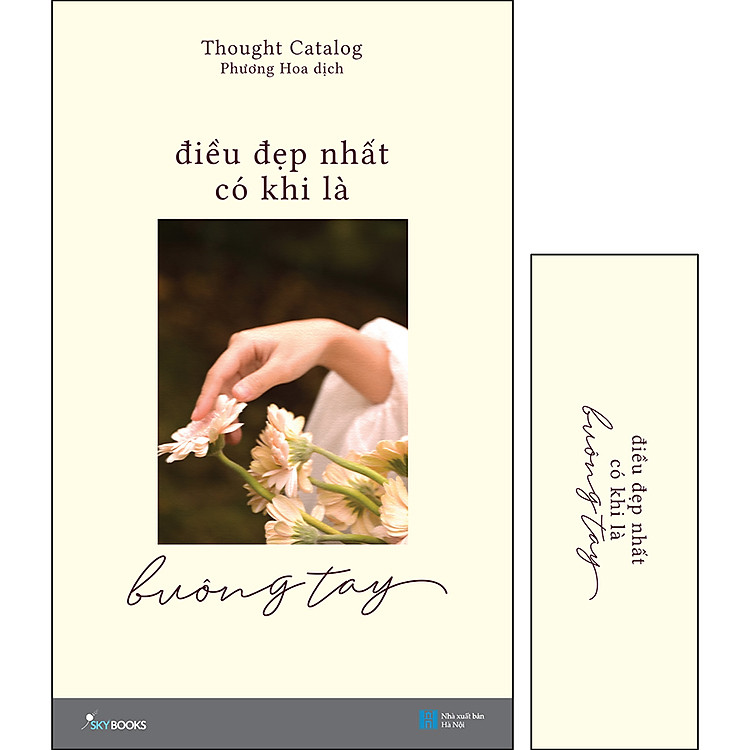 Thought Catalog
Phương Hoa dịch
điều đẹp nhất
có khi là
buông tay
SKYBOOKS
Nhà xuất bản
Hà Nội
điều đẹp nhất
có khi là
buông tay